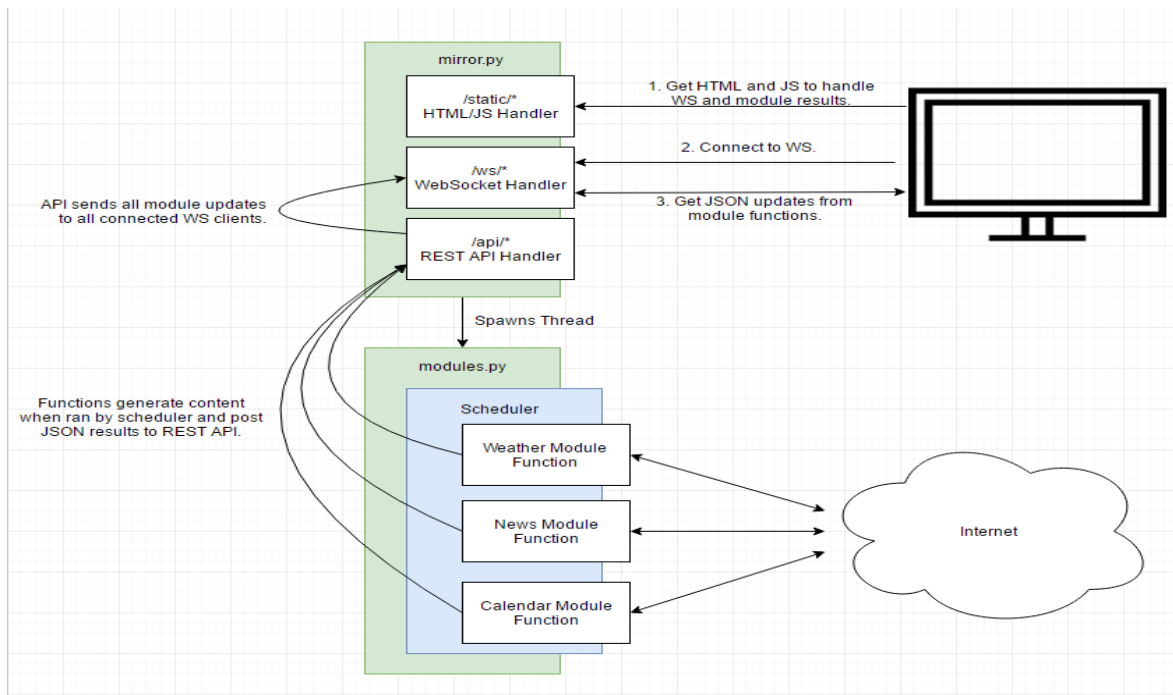 mirror.py
/static/*
HTML/JS Handler
1. Get HTML and JS to handle
WS and module results.
/ws/*
WebSocket Handler
2. Connect to WS.
3. Get JSON updates from
module functions.
API sends all module updates
to all connected WS clients.
/api/*
REST API Handler
Spawns Thread
modules.py
Functions generate content
when ran by scheduler and post
JSON results to REST API.
Scheduler
Weather Module
Function
News Module
Function
Internet
Calendar Module
Function